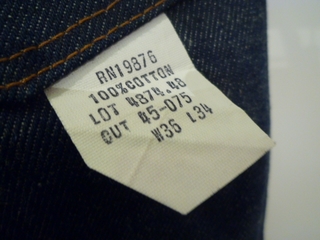 RN19876
100%COTTON
LOT 4874.48
CUT 45-075
W36 L34